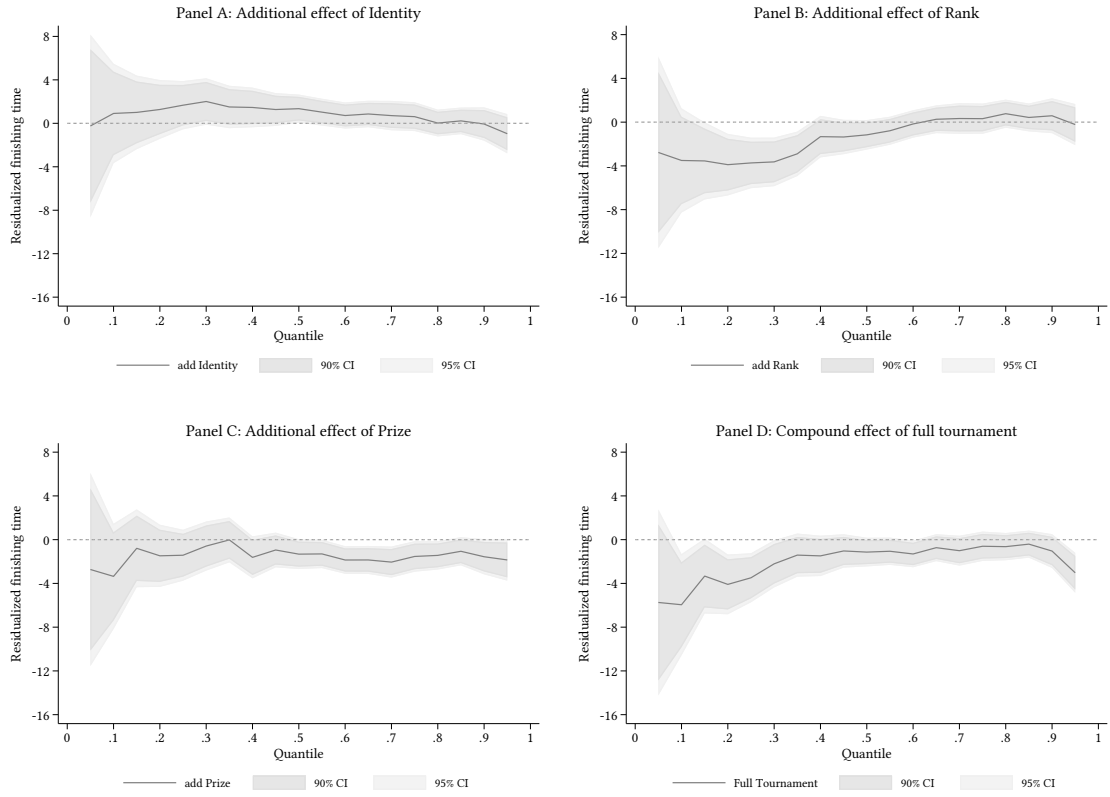 Panel A: Additional effect of Identity
Residualized finishing time
8
4
0
-4
-8
-12
-16
0 .1 .2 .3 .4 .5 .6 .7 .8 .9 1
Quantile
add Identity 90% CI 95% CI
Panel B: Additional effect of Rank
Residualized finishing time
8
4
0
-4
-8
-12
-16
0 .1 .2 .3 .4 .5 .6 .7 .8 .9 1
Quantile
add Rank 90% CI 95% CI
Panel C: Additional effect of Prize
Residualized finishing time
8
4
0
-4
-8
-12
-16
0 .1 .2 .3 .4 .5 .6 .7 .8 .9 1
Quantile
add Prize 90% CI 95% CI
Panel D: Compound effect of full tournament
Residualized finishing time
8
4
0
-4
-8
-12
-16
0 .1 .2 .3 .4 .5 .6 .7 .8 .9 1
Quantile
Full Tournament 90% CI 95% CI